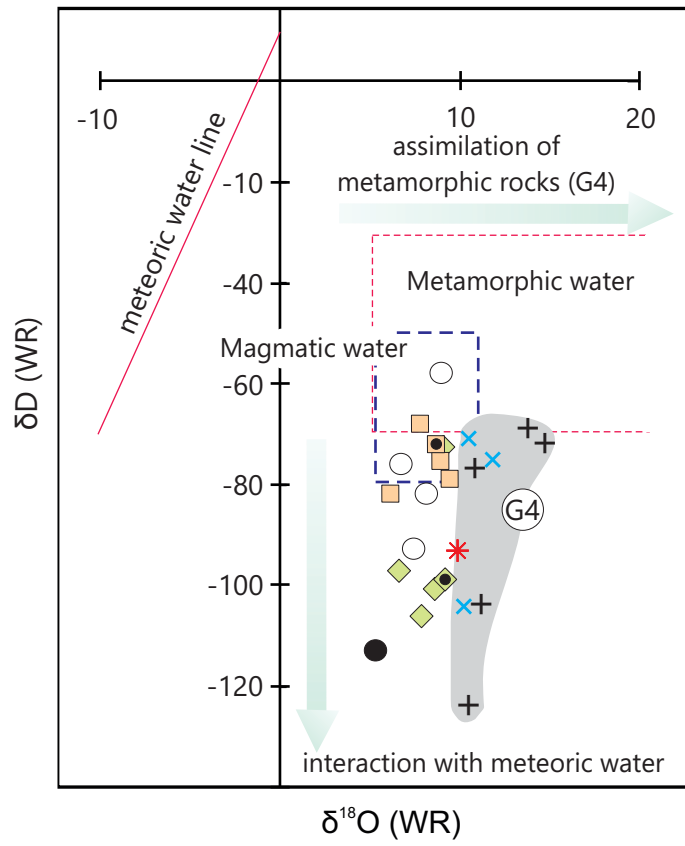 -10
10
20
assimilation of
metamorphic rocks (G4)
meteoric water line
-10
-40
Metamorphic water
Magmatic water
-60
-80
G4
-100
-120
interaction with meteoric water
δD (WR)
δ¹⁸O (WR)